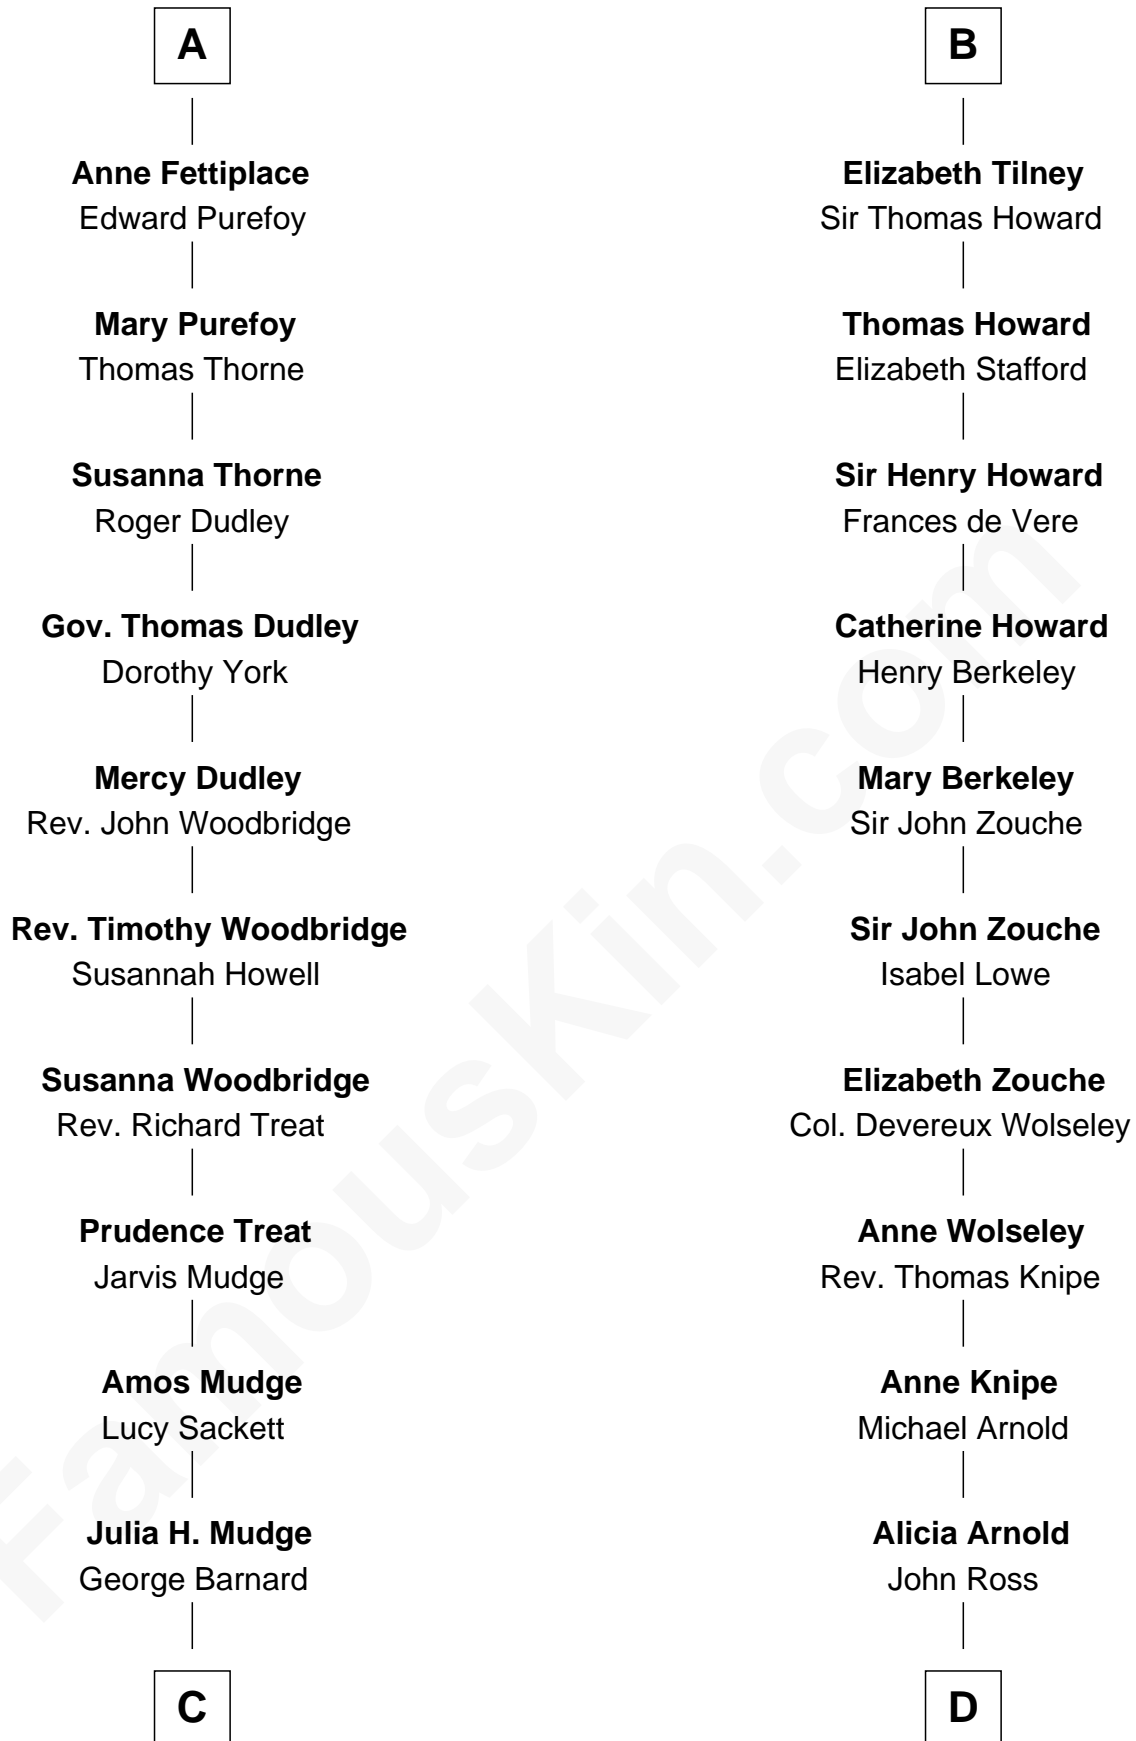 A
Anne Fettiplace
Edward Purefoy
Mary Purefoy
Thomas Thorne
Susanna Thorne
Roger Dudley
Gov. Thomas Dudley
Dorothy York
Mercy Dudley
Rev. John Woodbridge
Rev. Timothy Woodbridge
Susannah Howell
Susanna Woodbridge
Rev. Richard Treat
Prudence Treat
Jarvis Mudge
Amos Mudge
Lucy Sackett
Julia H. Mudge
George Barnard
C
B
Elizabeth Tilney
Sir Thomas Howard
Thomas Howard
Elizabeth Stafford
Sir Henry Howard
Frances de Vere
Catherine Howard
Henry Berkeley
Mary Berkeley
Sir John Zouche
Sir John Zouche
Isabel Lowe
Elizabeth Zouche
Col. Devereux Wolseley
Anne Wolseley
Rev. Thomas Knipe
Anne Knipe
Michael Arnold
Alicia Arnold
John Ross
D
FamousKin.com